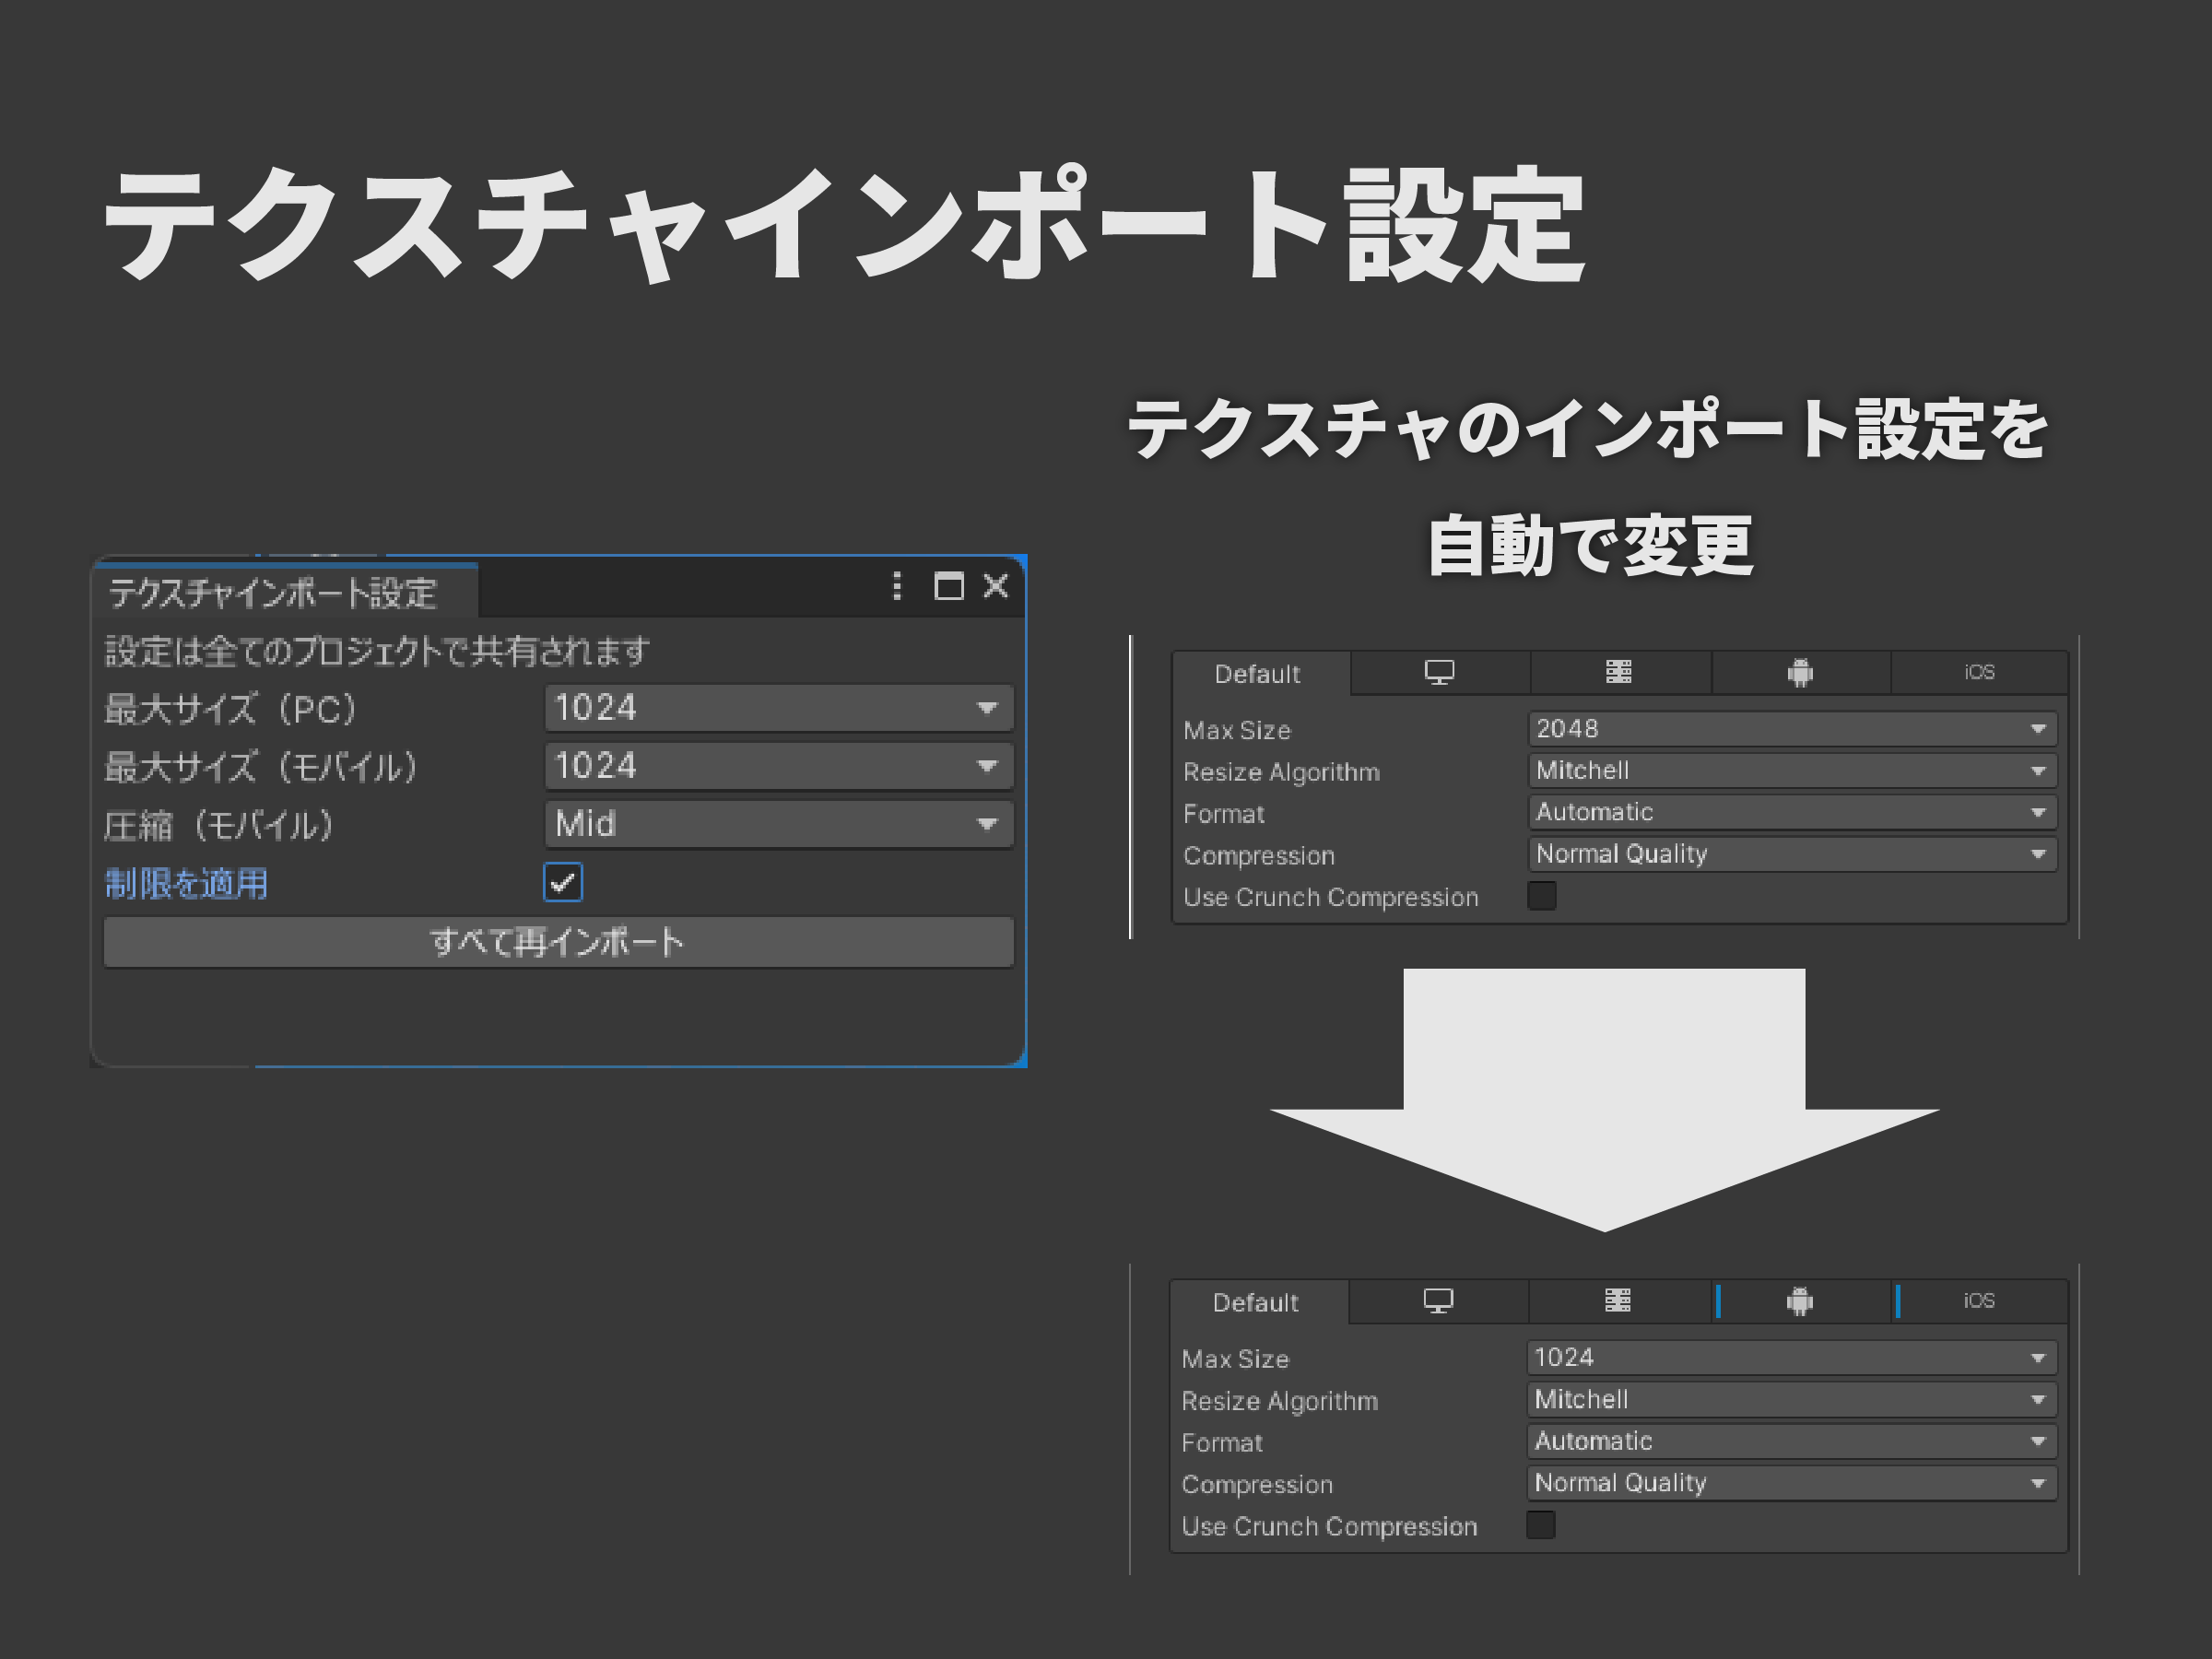 テクスチャインポート設定
テクスチャインポート設定
設定は全てのプロジェクトで共有されます
最大サイズ（PC） 1024
最大サイズ（モバイル） 1024
圧縮（モバイル） Mid
制限を適用
すべて再インポート
テクスチャのインポート設定を
自動で変更
Default iOS
Max Size 2048
Resize Algorithm Mitchell
Format Automatic
Compression Normal Quality
Use Crunch Compression
Default iOS
Max Size 1024
Resize Algorithm Mitchell
Format Automatic
Compression Normal Quality
Use Crunch Compression